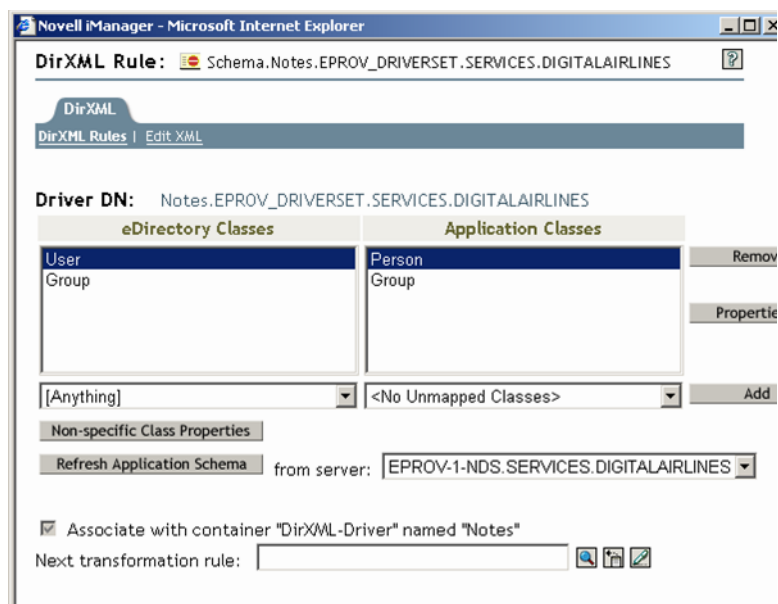 Novell iManager - Microsoft Internet Explorer
DirXML Rule: Schema.Notes.EPROV_DRIVERSET.SERVICES.DIGITALAIRLINES
DirXML
DirXML Rules | Edit XML
Driver DN: Notes.EPROV_DRIVERSET.SERVICES.DIGITALAIRLINES
eDirectory Classes Application Classes
User Person Remov
Group Group
Propertie
[Anything] <No Unmapped Classes> Add
Non-specific Class Properties
Refresh Application Schema from server: EPROV-1-NDS.SERVICES.DIGITALAIRLINES
Associate with container "DirXML-Driver" named "Notes"
Next transformation rule: